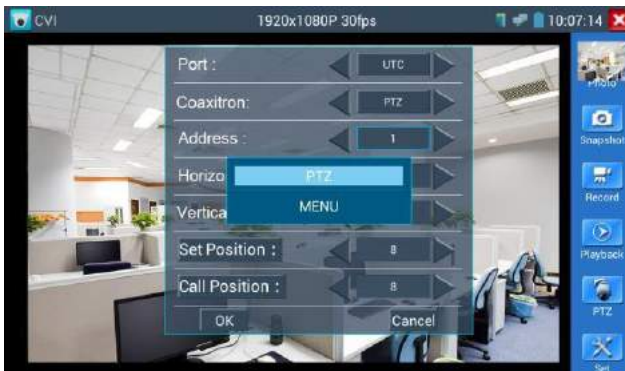 CVI 1920x1080P 30fps 10:07:14
Port : UTC
Coaxitron: PTZ
Address : 1
Horizo
PTZ
Vertica
MENU
Set Position : 8
Call Position : 8
OK Cancel
Photo
Snapshot
Record
Playback
PTZ
Set